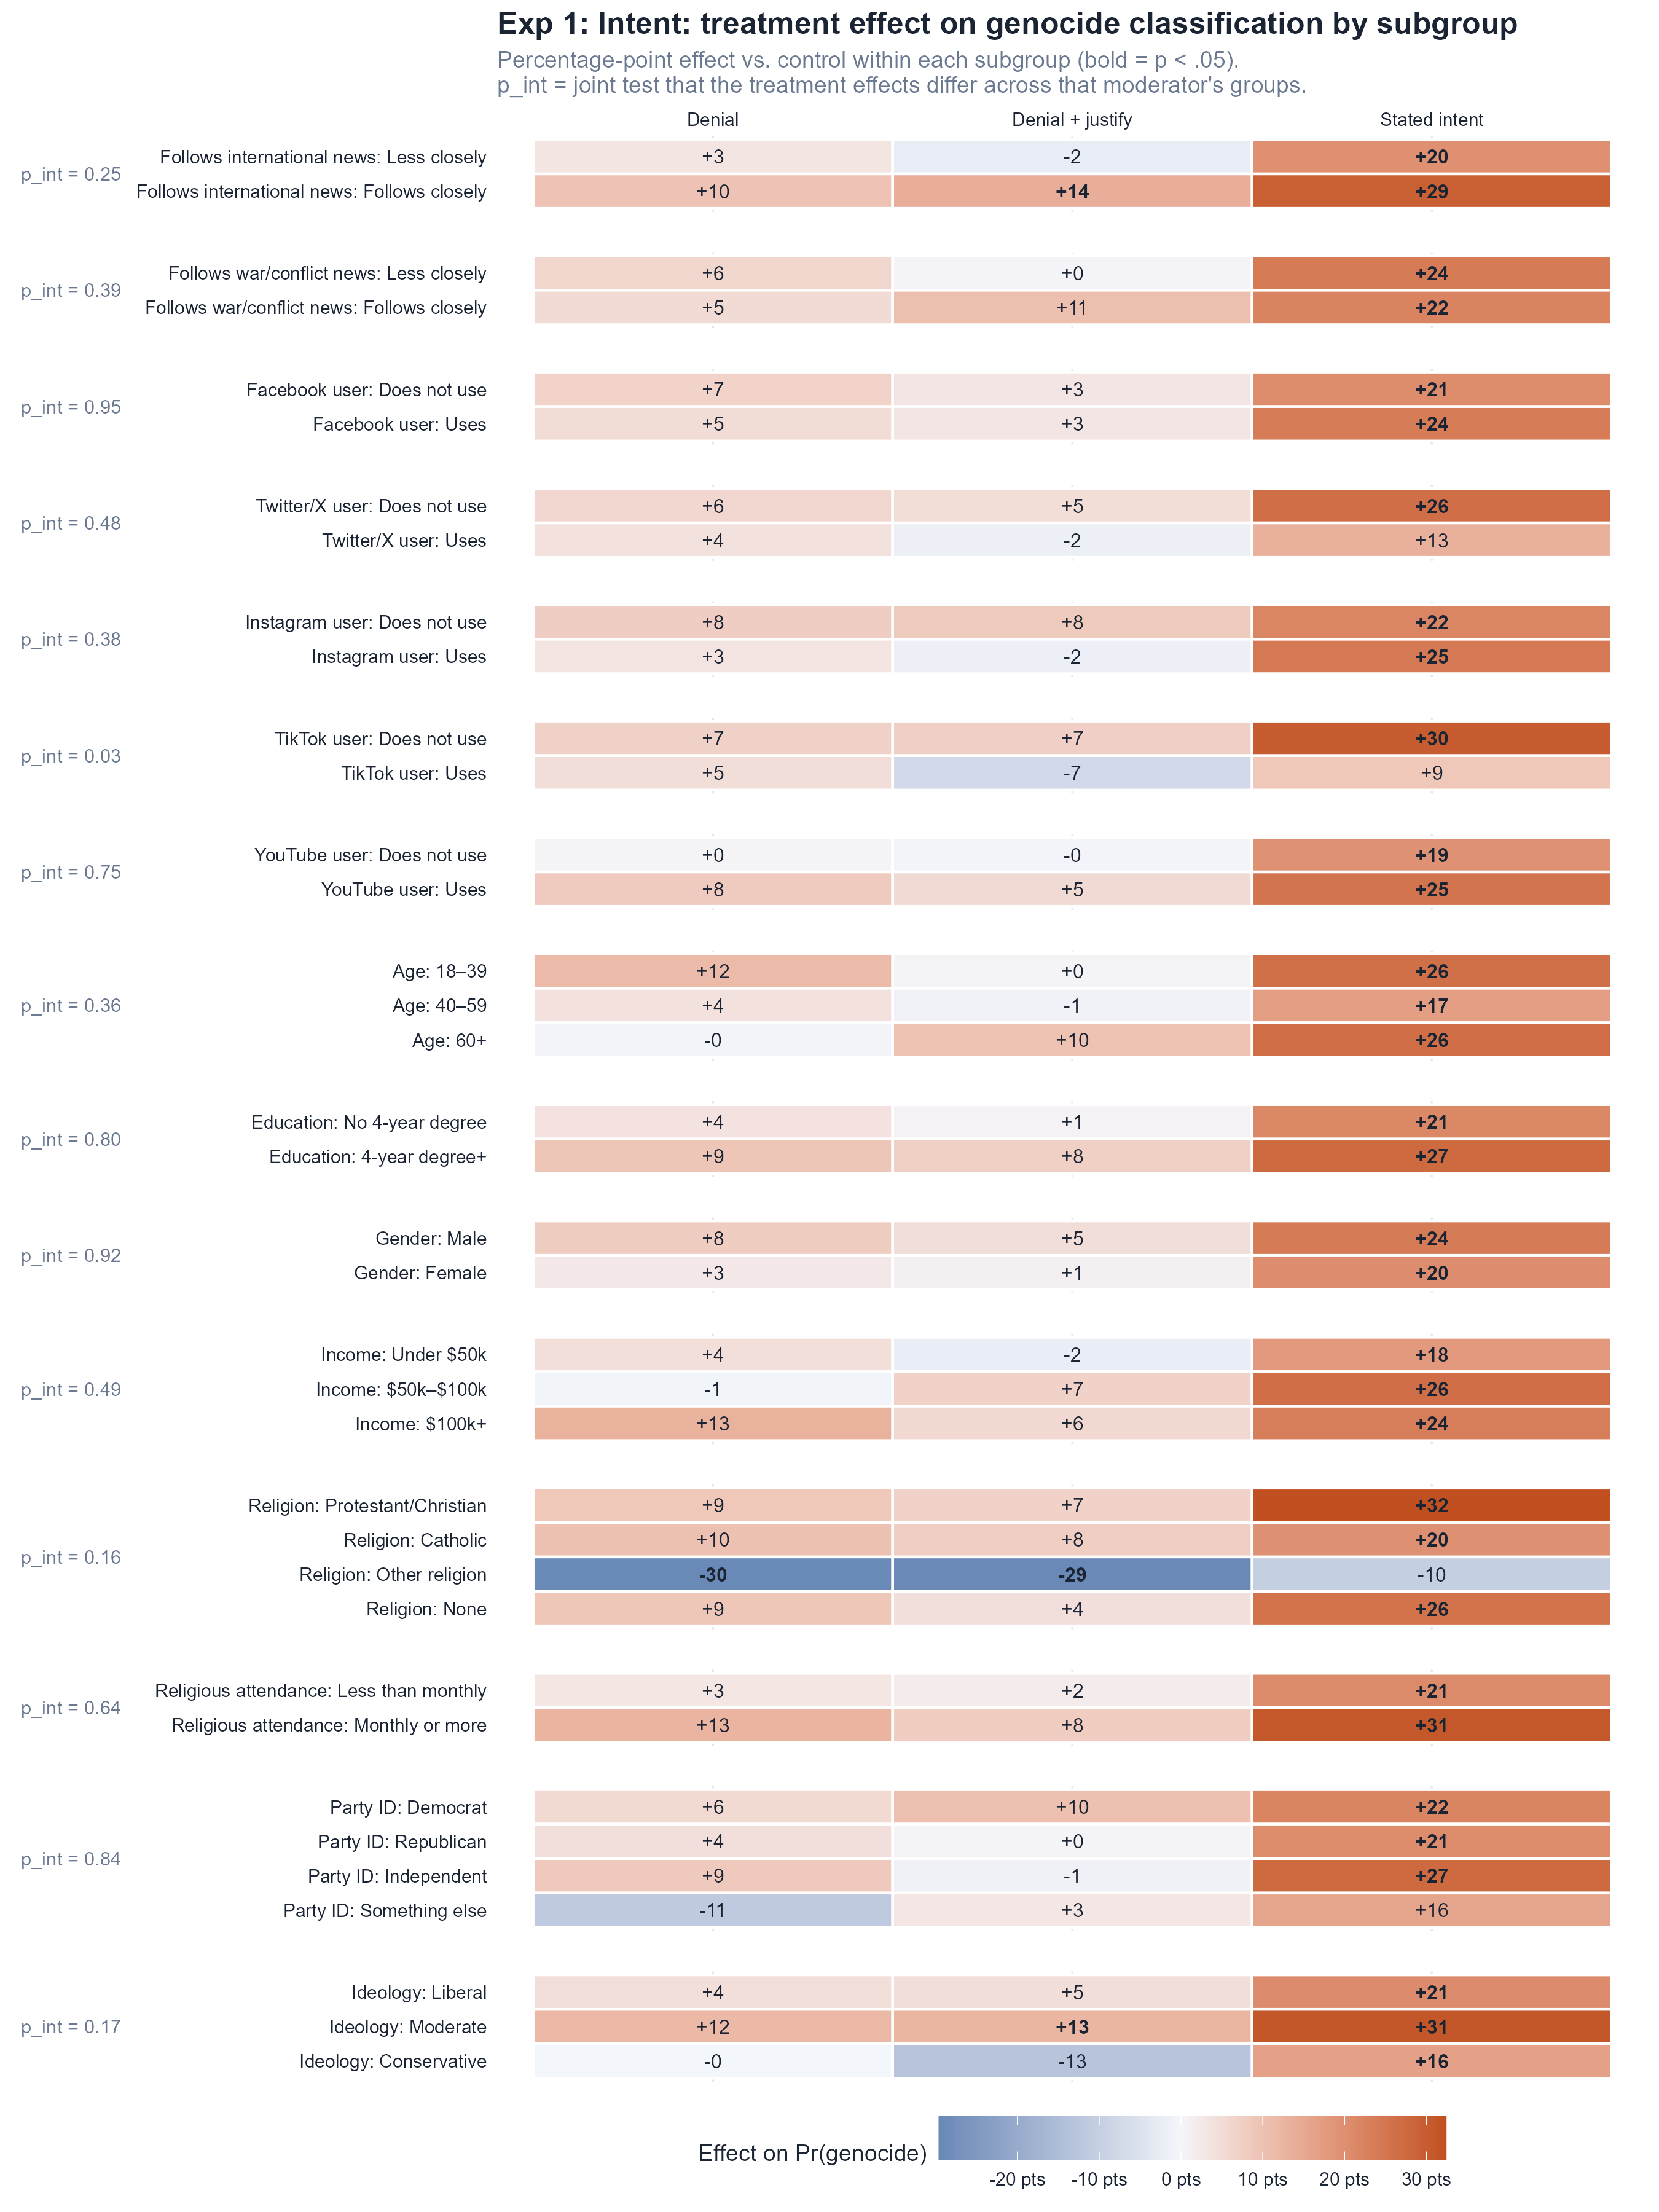 Exp 1: Intent: treatment effect on genocide classification by subgroup
Percentage-point effect vs. control within each subgroup (bold = p < .05).
p_int = joint test that the treatment effects differ across that moderator's groups.
Denial Denial + justify Stated intent
p_int = 0.25
Follows international news: Less closely +3 -2 +20
Follows international news: Follows closely +10 +14 +29
p_int = 0.39
Follows war/conflict news: Less closely +6 +0 +24
Follows war/conflict news: Follows closely +5 +11 +22
p_int = 0.95
Facebook user: Does not use +7 +3 +21
Facebook user: Uses +5 +3 +24
p_int = 0.48
Twitter/X user: Does not use +6 +5 +26
Twitter/X user: Uses +4 -2 +13
p_int = 0.38
Instagram user: Does not use +8 +8 +22
Instagram user: Uses +3 -2 +25
p_int = 0.03
TikTok user: Does not use +7 +7 +30
TikTok user: Uses +5 -7 +9
p_int = 0.75
YouTube user: Does not use +0 -0 +19
YouTube user: Uses +8 +5 +25
p_int = 0.36
Age: 18–39 +12 +0 +26
Age: 40–59 +4 -1 +17
Age: 60+ -0 +10 +26
p_int = 0.80
Education: No 4-year degree +4 +1 +21
Education: 4-year degree+ +9 +8 +27
p_int = 0.92
Gender: Male +8 +5 +24
Gender: Female +3 +1 +20
p_int = 0.49
Income: Under $50k +4 -2 +18
Income: $50k–$100k -1 +7 +26
Income: $100k+ +13 +6 +24
p_int = 0.16
Religion: Protestant/Christian +9 +7 +32
Religion: Catholic +10 +8 +20
Religion: Other religion -30 -29 -10
Religion: None +9 +4 +26
p_int = 0.64
Religious attendance: Less than monthly +3 +2 +21
Religious attendance: Monthly or more +13 +8 +31
p_int = 0.84
Party ID: Democrat +6 +10 +22
Party ID: Republican +4 +0 +21
Party ID: Independent +9 -1 +27
Party ID: Something else -11 +3 +16
p_int = 0.17
Ideology: Liberal +4 +5 +21
Ideology: Moderate +12 +13 +31
Ideology: Conservative -0 -13 +16
Effect on Pr(genocide)
-20 pts -10 pts 0 pts 10 pts 20 pts 30 pts